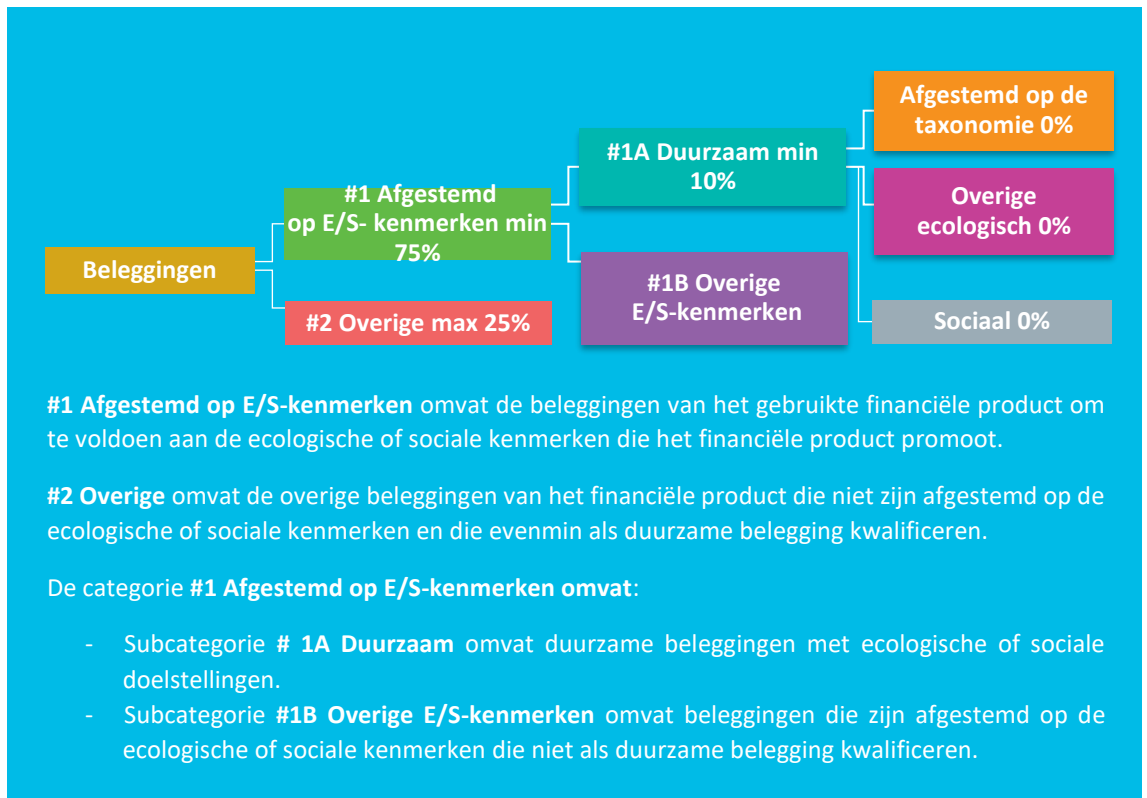 Afgestemd op de
taxonomie 0%
#1A Duurzaam min
10%
#1 Afgestemd
op E/S- kenmerken min
75%
Overige
ecologisch 0%
Beleggingen
#1B Overige
E/S-kenmerken
#2 Overige max 25%
Sociaal 0%
#1 Afgestemd op E/S-kenmerken omvat de beleggingen van het gebruikte financiële product om
te voldoen aan de ecologische of sociale kenmerken die het financiële product promoot.
#2 Overige omvat de overige beleggingen van het financiële product die niet zijn afgestemd op de
ecologische of sociale kenmerken en die evenmin als duurzame belegging kwalificeren.
De categorie #1 Afgestemd op E/S-kenmerken omvat:
- Subcategorie # 1A Duurzaam omvat duurzame beleggingen met ecologische of sociale
doelstellingen.
- Subcategorie #1B Overige E/S-kenmerken omvat beleggingen die zijn afgestemd op de
ecologische of sociale kenmerken die niet als duurzame belegging kwalificeren.